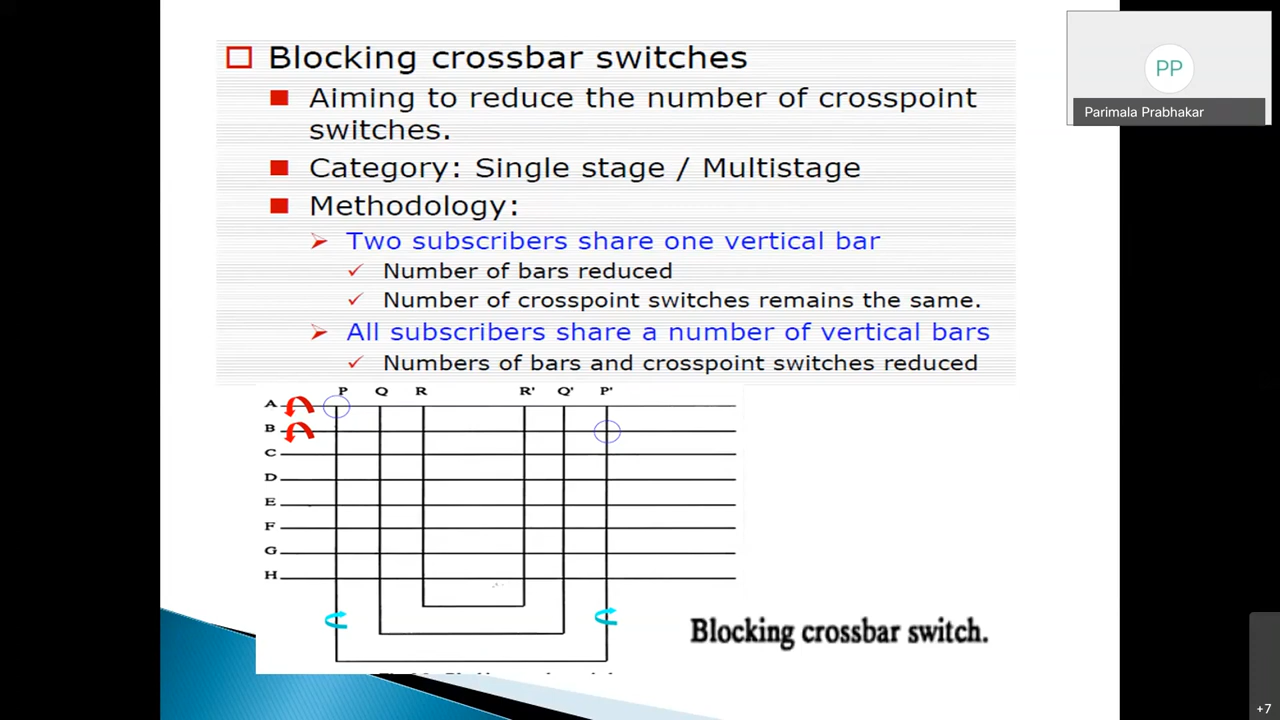 Blocking crossbar switches
Aiming to reduce the number of crosspoint
switches.
Category: Single stage / Multistage
Methodology:
Two subscribers share one vertical bar
Number of bars reduced
Number of crosspoint switches remains the same.
All subscribers share a number of vertical bars
Numbers of bars and crosspoint switches reduced
P Q R R' Q' P'
A
B
C
D
E
F
G
H
Blocking crossbar switch.
PP
Parimala Prabhakar
+7